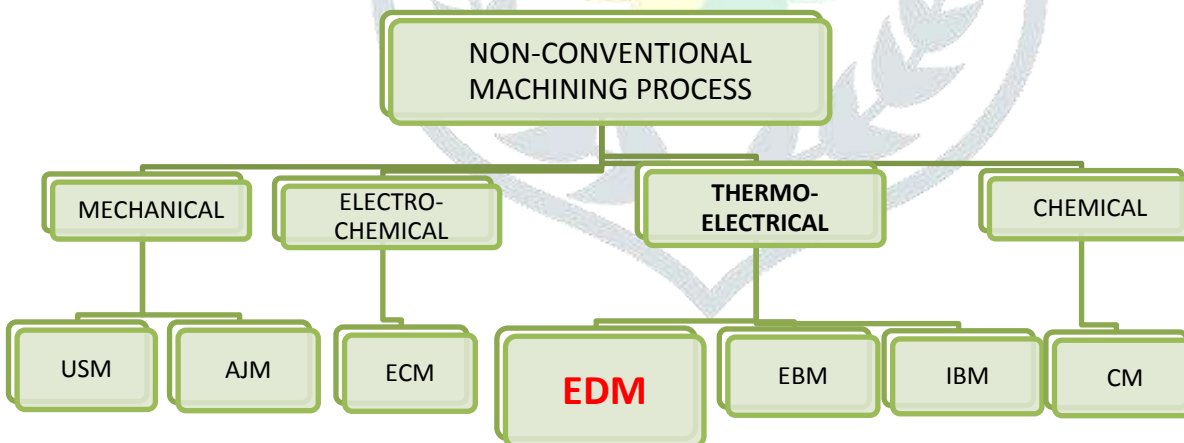 NON-CONVENTIONAL
MACHINING PROCESS
MECHANICAL
ELECTRO-
CHEMICAL
THERMO-
ELECTRICAL
CHEMICAL
USM
AJM
ECM
EDM
EBM
IBM
CM